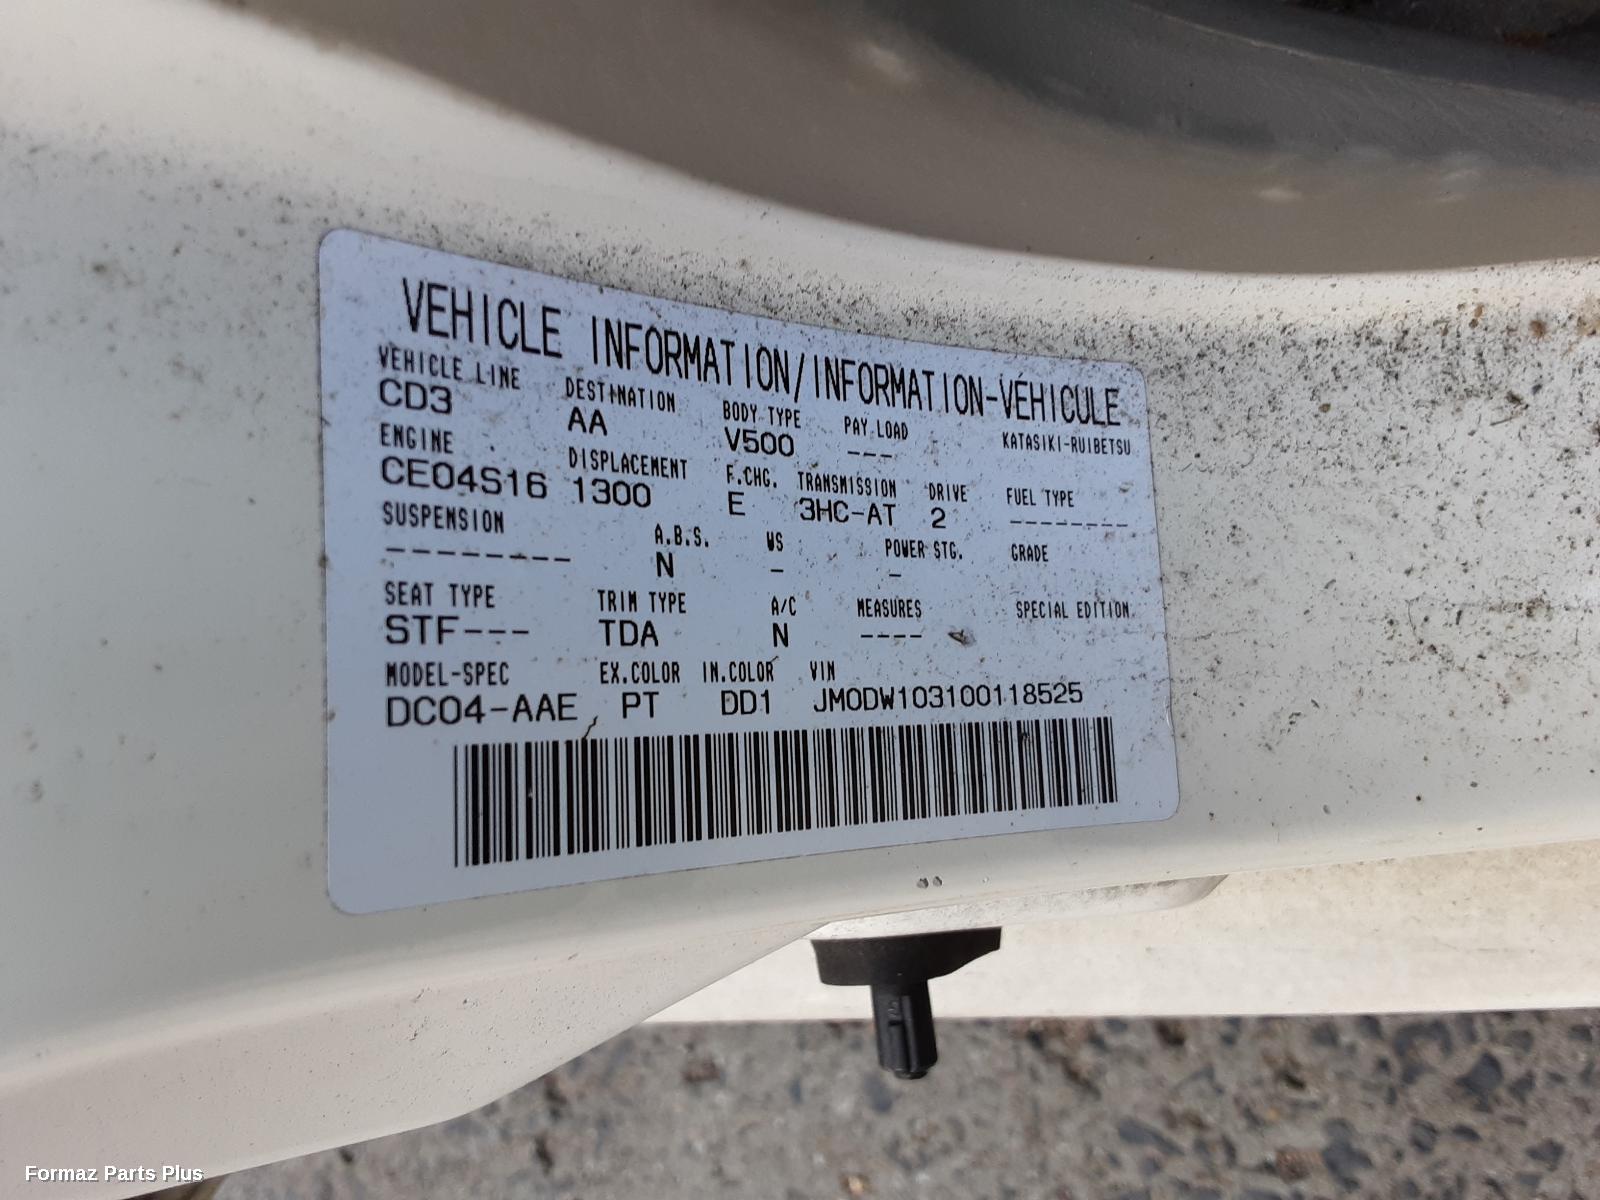 VEHICLE INFORMATION/INFORMATION-VÉHICULE
VEHICLE LINE DESTINATION BODY TYPE PAY LOAD KATASIKI-RUIBETSU
CD3 AA V500 ---
ENGINE DISPLACEMENT F.CHG. TRANSMISSION DRIVE FUEL TYPE
CE04S16 1300 E 3HC-AT 2 --------
SUSPENSION A.B.S. WS POWER STG. GRADE
--------- N - -
SEAT TYPE TRIM TYPE A/C MEASURES SPECIAL EDITION
STF--- TDA N ----
MODEL-SPEC EX.COLOR IN.COLOR VIN
DC04-AAE PT DD1 JM0DW103100118525
Formaz Parts Plus